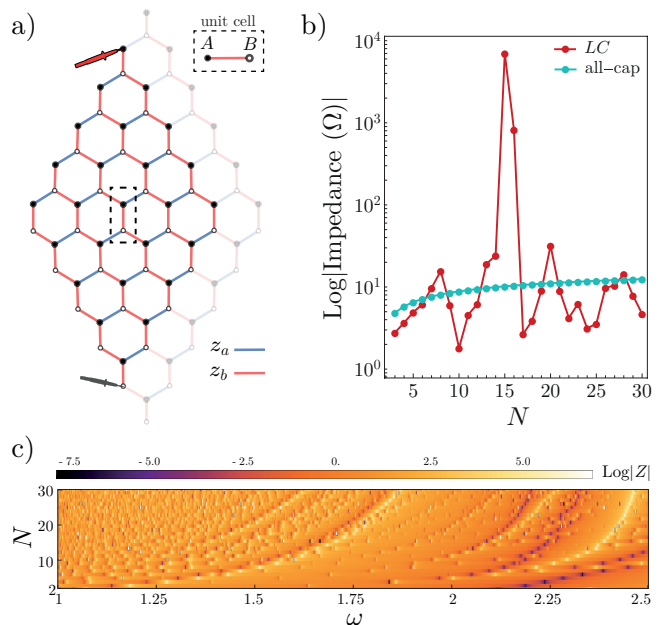 a)
unit cell
A B
z_a
z_b
b)
Log|Impedance (Ω)|
10^4
10^3
10^2
10^1
10^0
LC
all-cap
5 10 15 20 25 30
N
c)
- 7.5 - 5.0 - 2.5 0. 2.5 5.0 Log|Z|
N
30
20
10
2
1 1.25 1.5 1.75 2 2.25 2.5
ω